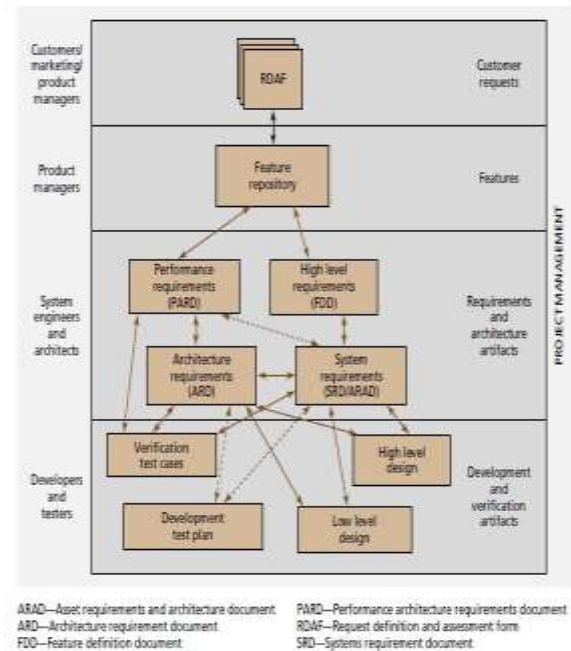 Customers/
marketing/
product
managers
RDAF
Customer
requests
Product
managers
Feature
repository
Features
System
engineers
and
architects
Performance
requirements
(PARD)
High level
requirements
(FDD)
Architecture
requirements
(ARD)
System
requirements
(SRD/ARAD)
Requirements
and
architecture
artifacts
Developers
and
testers
Verification
test cases
High level
design
Development
test plan
Low level
design
Development
and
verification
artifacts
PROJECT MANAGEMENT
ARAD—Asset requirements and architecture document
ARD—Architecture requirement document
FDD—Feature definition document
PARD—Performance architecture requirements document
RDAF—Request definition and assessment form
SRD—Systems requirement document